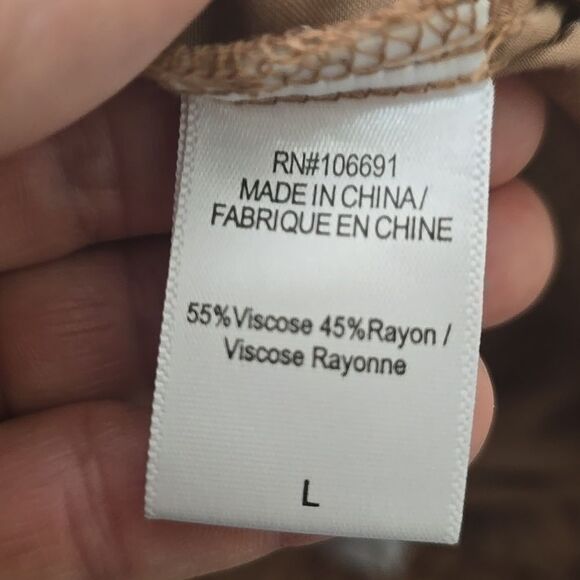 RN#106691
MADE IN CHINA/
FABRIQUE EN CHINE
55%Viscose 45%Rayon /
Viscose Rayonne
L